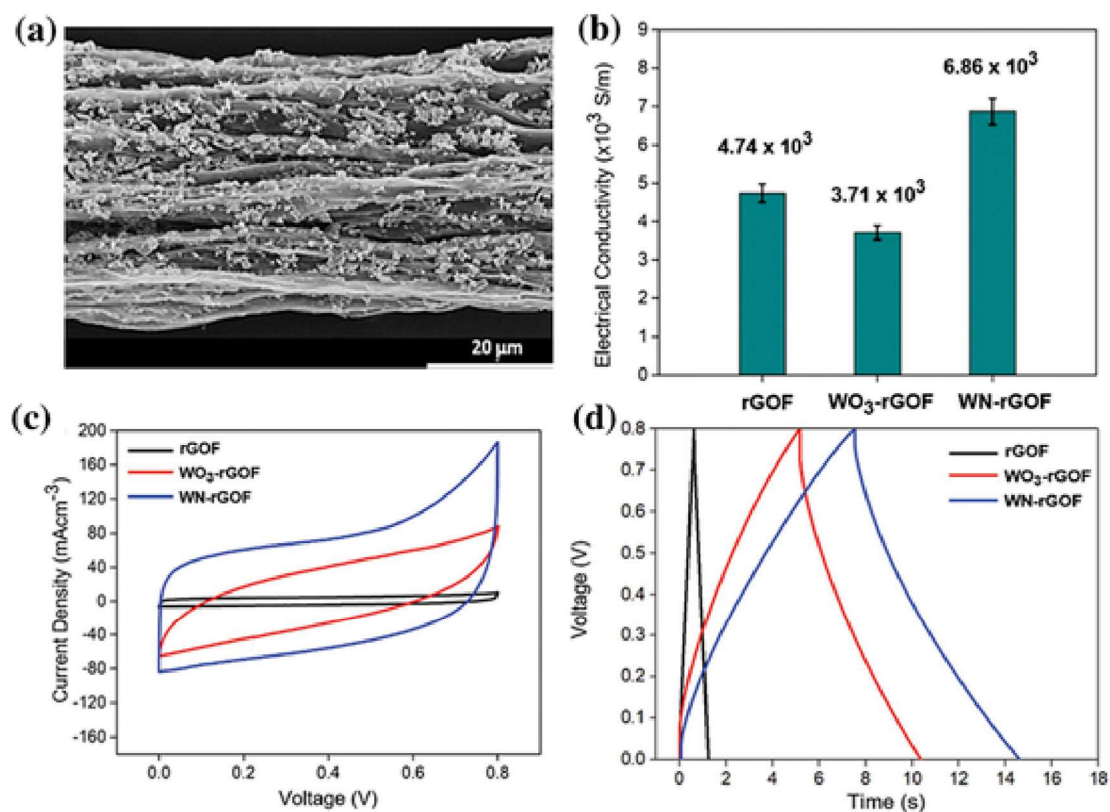 (a)
20 μm
(b)
Electrical Conductivity (x10³ S/m)
9
8
7
6
5
4
3
2
1
0
4.74 x 10³
3.71 x 10³
6.86 x 10³
rGOF
WO₃-rGOF
WN-rGOF
(c)
Current Density (mAcm⁻³)
200
160
120
80
40
0
-40
-80
-120
-160
rGOF
WO₃-rGOF
WN-rGOF
0.0
0.2
0.4
0.6
0.8
Voltage (V)
(d)
Voltage (V)
0.8
0.7
0.6
0.5
0.4
0.3
0.2
0.1
0.0
rGOF
WO₃-rGOF
WN-rGOF
0
2
4
6
8
10
12
14
16
18
Time (s)